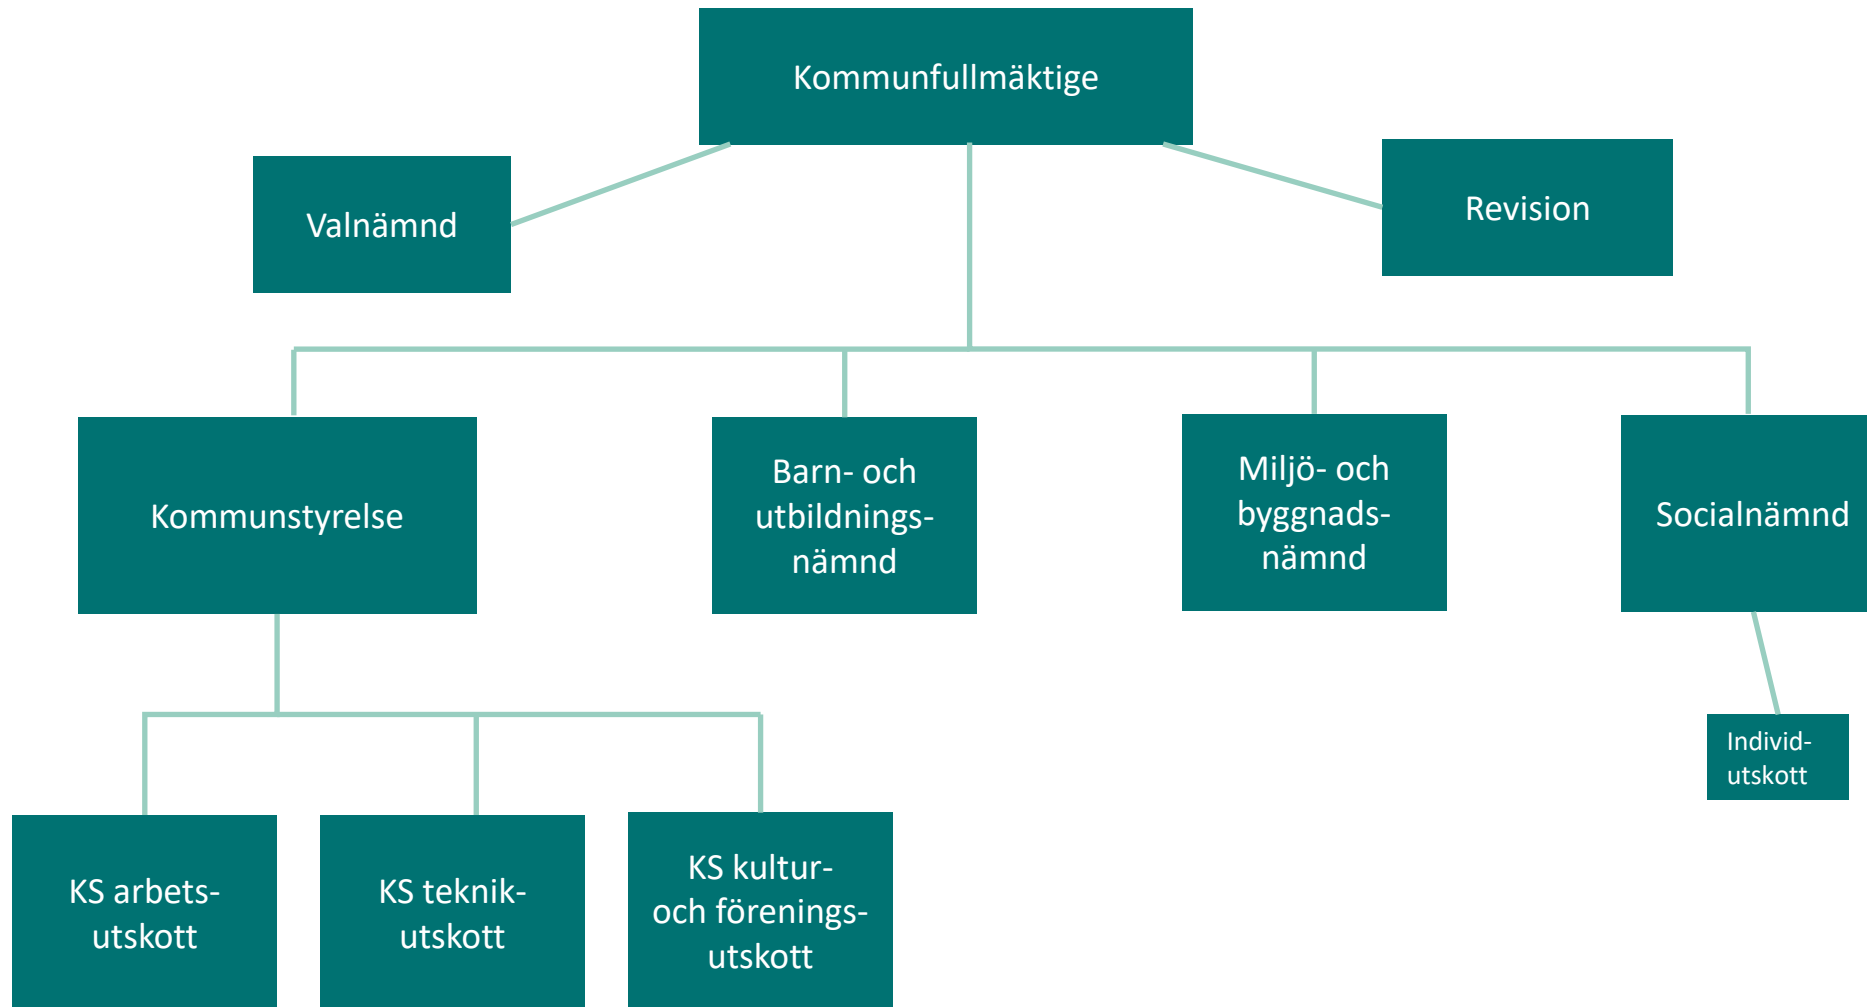 Kommunfullmäktige
Valnämnd
Revision
Kommunstyrelse
Barn- och
utbildnings-
nämnd
Miljö- och
byggnads-
nämnd
Socialnämnd
Individ-
utskott
KS arbets-
utskott
KS teknik-
utskott
KS kultur-
och förenings-
utskott